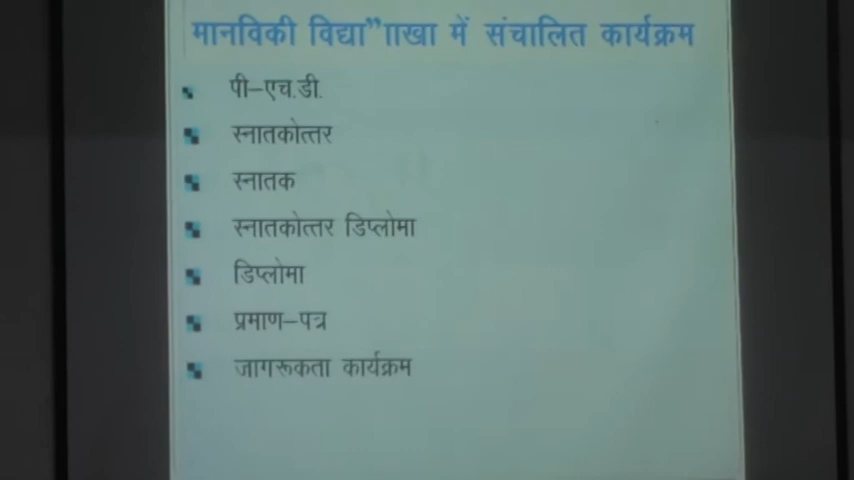 मानविकी विद्या”ााखा में संचालित कार्यक्रम
पी–एच.डी.
स्नातकोत्तर
स्नातक
स्नातकोत्तर डिप्लोमा
डिप्लोमा
प्रमाण–पत्र
जागरूकता कार्यक्रम